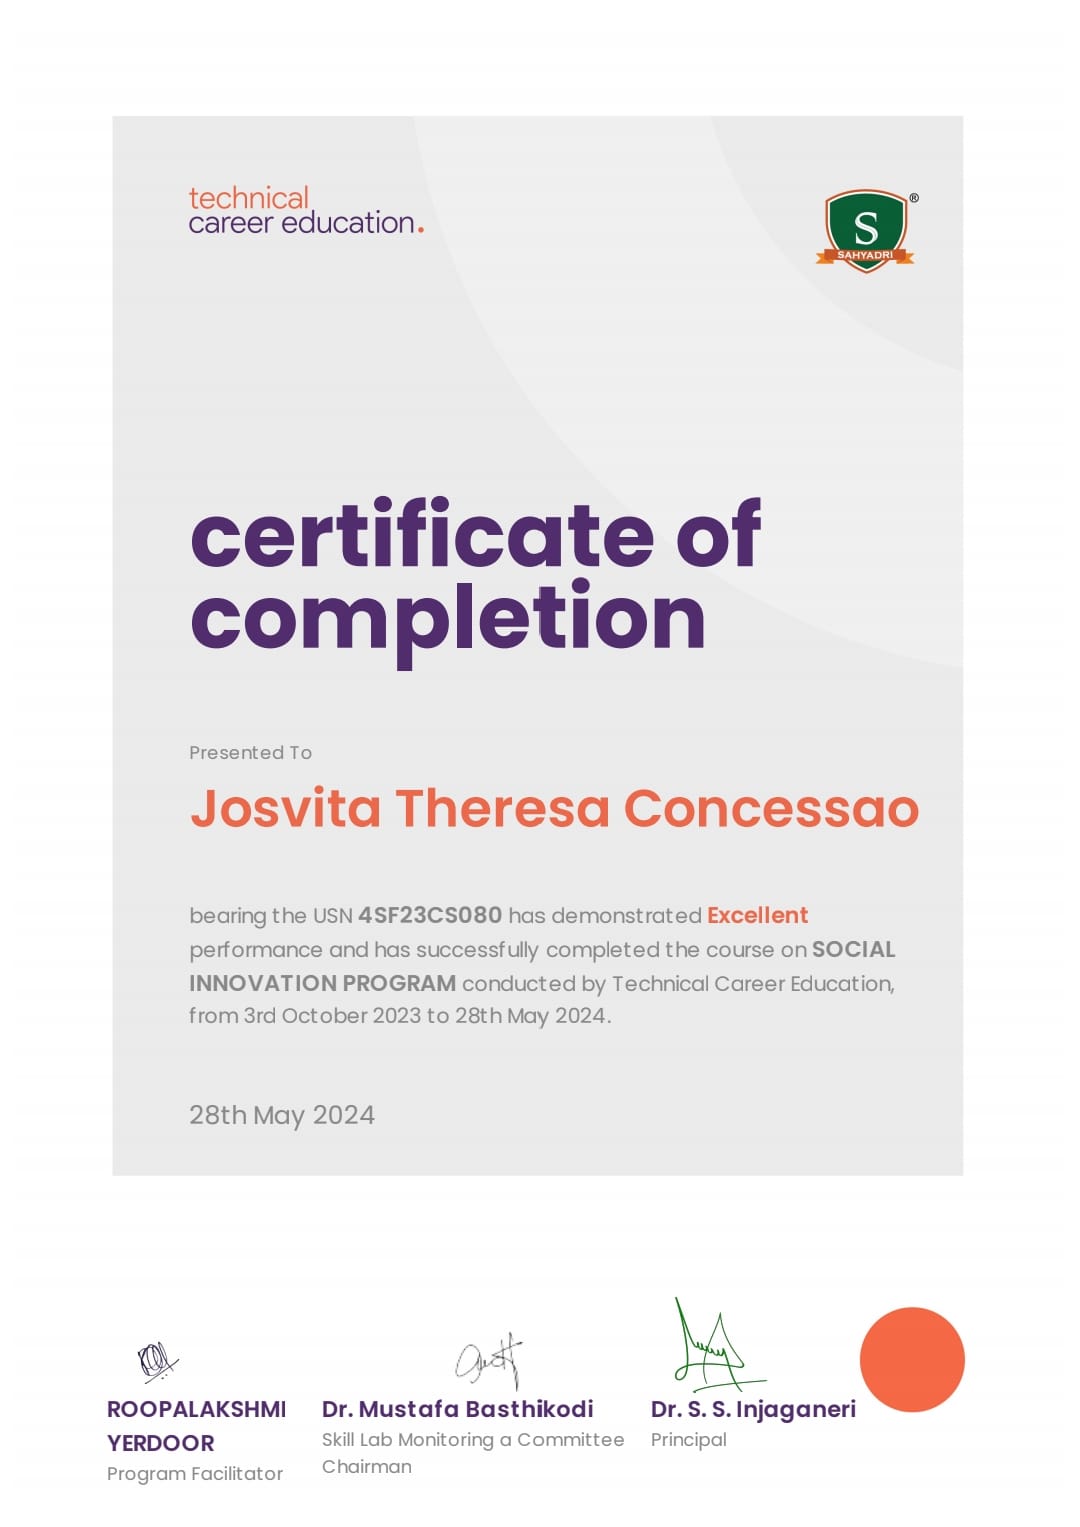 technical
career education.
®
S
SAHYADRI
certificate of
completion
Presented To
Josvita Theresa Concessao
bearing the USN 4SF23CS080 has demonstrated Excellent
performance and has successfully completed the course on SOCIAL
INNOVATION PROGRAM conducted by Technical Career Education,
from 3rd October 2023 to 28th May 2024.
28th May 2024
ROOPALAKSHMI
YERDOOR
Program Facilitator
Dr. Mustafa Basthikodi
Skill Lab Monitoring a Committee
Chairman
Dr. S. S. Injaganeri
Principal